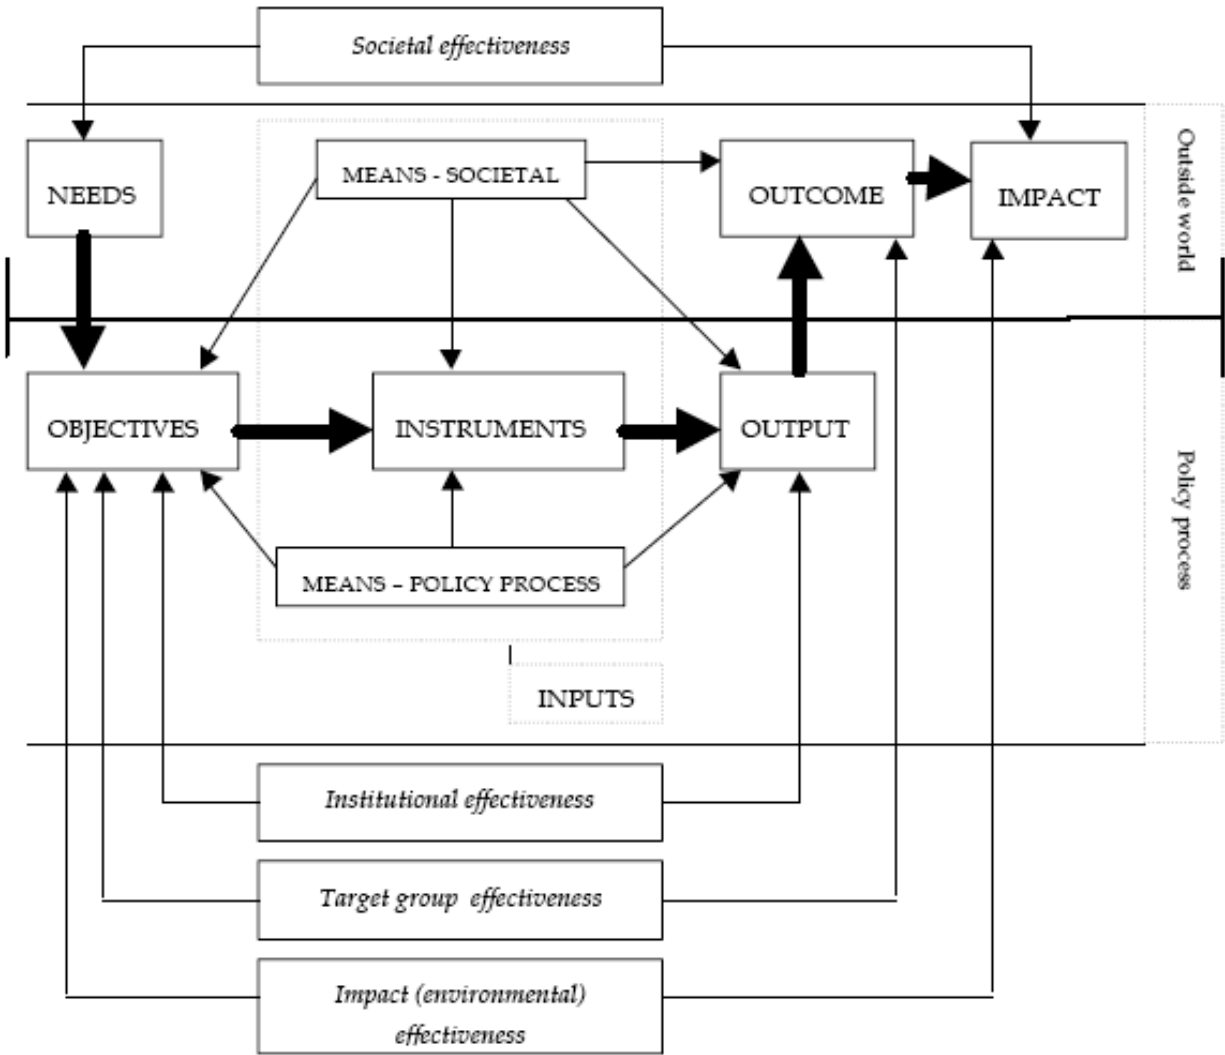 Societal effectiveness
NEEDS
MEANS - SOCIETAL
OUTCOME
IMPACT
Outside world
OBJECTIVES
INSTRUMENTS
OUTPUT
Policy process
MEANS – POLICY PROCESS
INPUTS
Institutional effectiveness
Target group effectiveness
Impact (environmental)
effectiveness